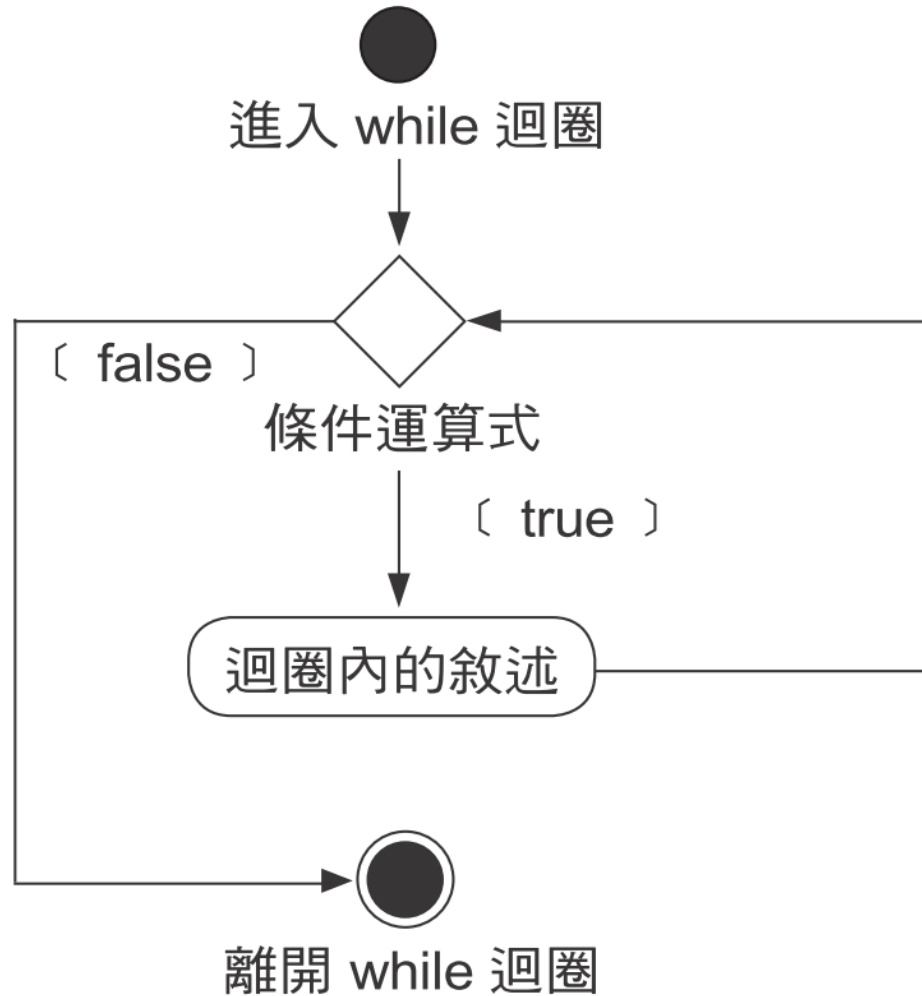 進入 while 迴圈
〔 false 〕
條件運算式
〔 true 〕
迴圈內的敘述
離開 while 迴圈